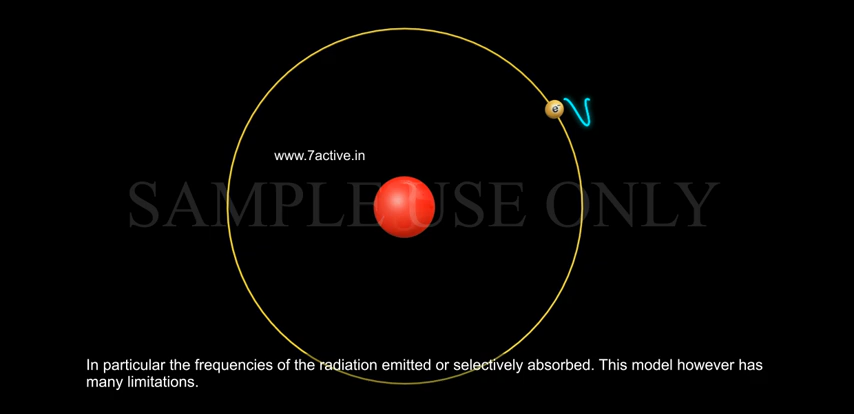 e⁻
ν
www.7active.in
SAMPLE USE ONLY
In particular the frequencies of the radiation emitted or selectively absorbed. This model however has
many limitations.